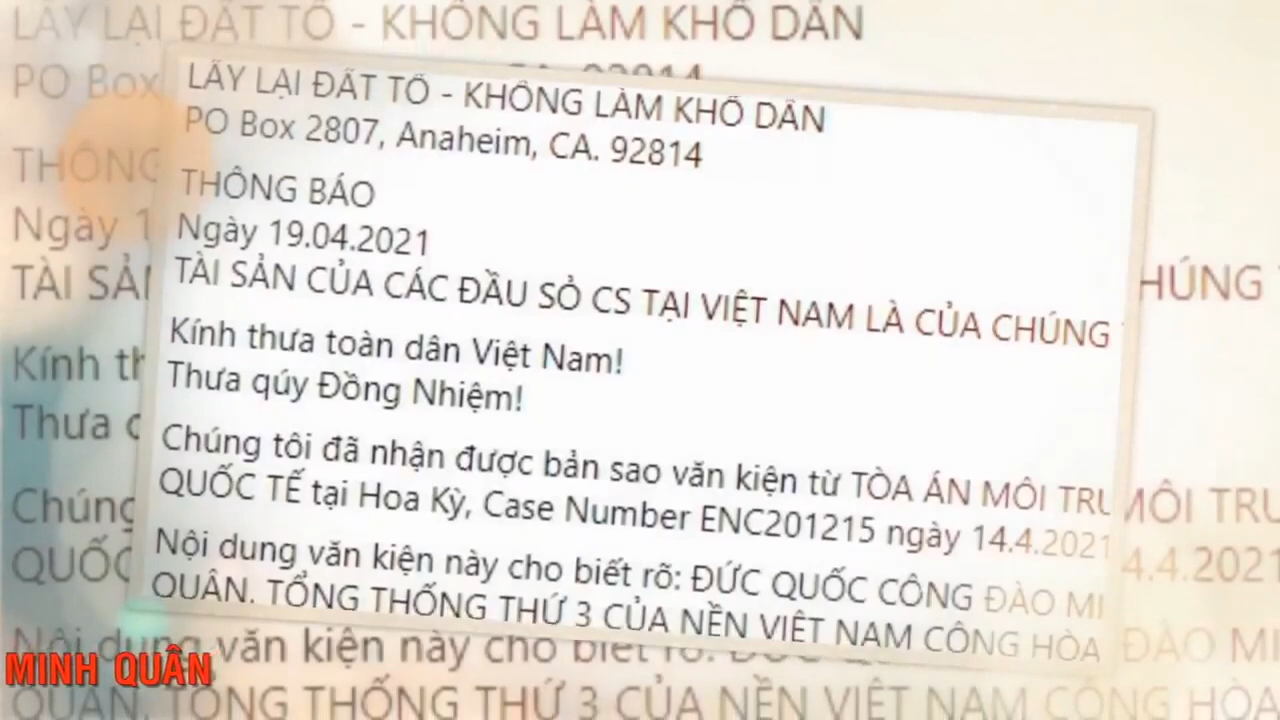 LẤY LẠI ĐẤT TỔ - KHÔNG LÀM KHỔ DÂN
PO Box 2807, Anaheim, CA. 92814
THÔNG BÁO
Ngày 19.04.2021
TÀI SẢN CỦA CÁC ĐẦU SỎ CS TẠI VIỆT NAM LÀ CỦA CHÚNG
Kính thưa toàn dân Việt Nam!
Thưa qúy Đồng Nhiệm!
Chúng tôi đã nhận được bản sao văn kiện từ TÒA ÁN MÔI TRƯ
QUỐC TẾ tại Hoa Kỳ, Case Number ENC201215 ngày 14.4.2021
Nội dung văn kiện này cho biết rõ: ĐỨC QUỐC CÔNG ĐÀO MI
QUÂN. TỔNG THỐNG THỨ 3 CỦA NỀN VIỆT NAM CÔNG HÒA
MINH QUÂN